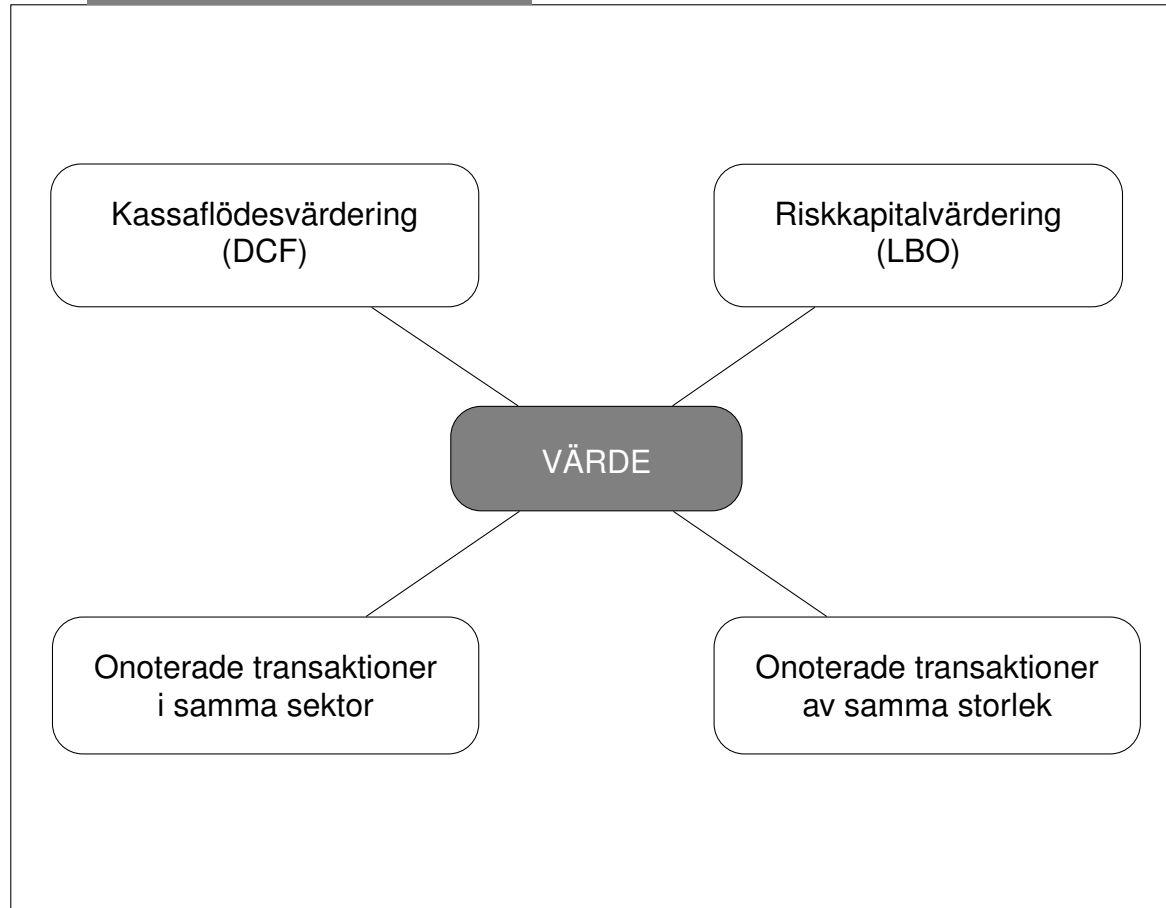 Kassaflödesvärdering
(DCF)
Riskkapitalvärdering
(LBO)
VÄRDE
Onoterade transaktioner
i samma sektor
Onoterade transaktioner
av samma storlek